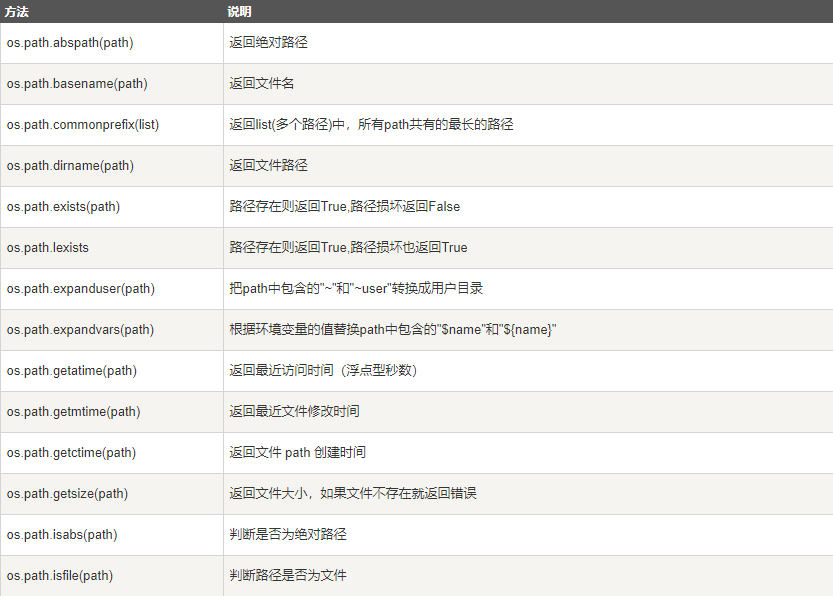 方法 说明
os.path.abspath(path) 返回绝对路径
os.path.basename(path) 返回文件名
os.path.commonprefix(list) 返回list(多个路径)中，所有path共有的最长的路径
os.path.dirname(path) 返回文件路径
os.path.exists(path) 路径存在则返回True,路径损坏返回False
os.path.lexists 路径存在则返回True,路径损坏也返回True
os.path.expanduser(path) 把path中包含的"~"和"~user"转换成用户目录
os.path.expandvars(path) 根据环境变量的值替换path中包含的"$name"和"${name}"
os.path.getatime(path) 返回最近访问时间（浮点型秒数）
os.path.getmtime(path) 返回最近文件修改时间
os.path.getctime(path) 返回文件 path 创建时间
os.path.getsize(path) 返回文件大小，如果文件不存在就返回错误
os.path.isabs(path) 判断是否为绝对路径
os.path.isfile(path) 判断路径是否为文件